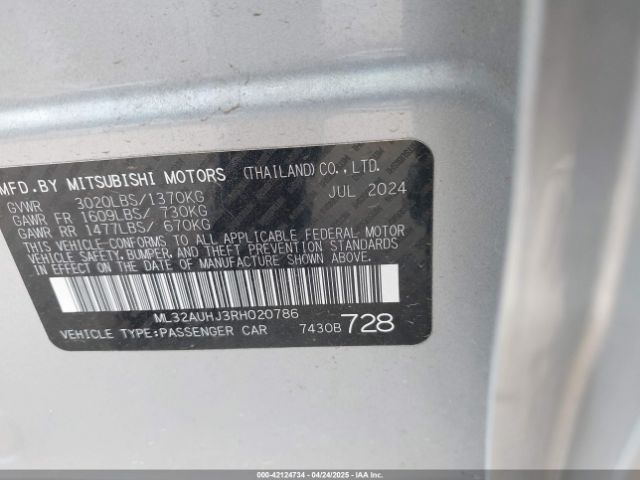 MFD.BY MITSUBISHI MOTORS (THAILAND)CO.,LTD.
GVWR 3020LBS/1370KG JUL 2024
GAWR FR 1609LBS/ 730KG
GAWR RR 1477LBS/ 670KG
THIS VEHICLE CONFORMS TO ALL APPLICABLE FEDERAL MOTOR
VEHICLE SAFETY,BUMPER, AND THEFT PREVENTION STANDARDS
IN EFFECT ON THE DATE OF MANUFACTURE SHOWN ABOVE.
ML32AUHJ3RH020786
VEHICLE TYPE:PASSENGER CAR 7430B 728
000-42124734 - 04/24/2025 - IAAI.com